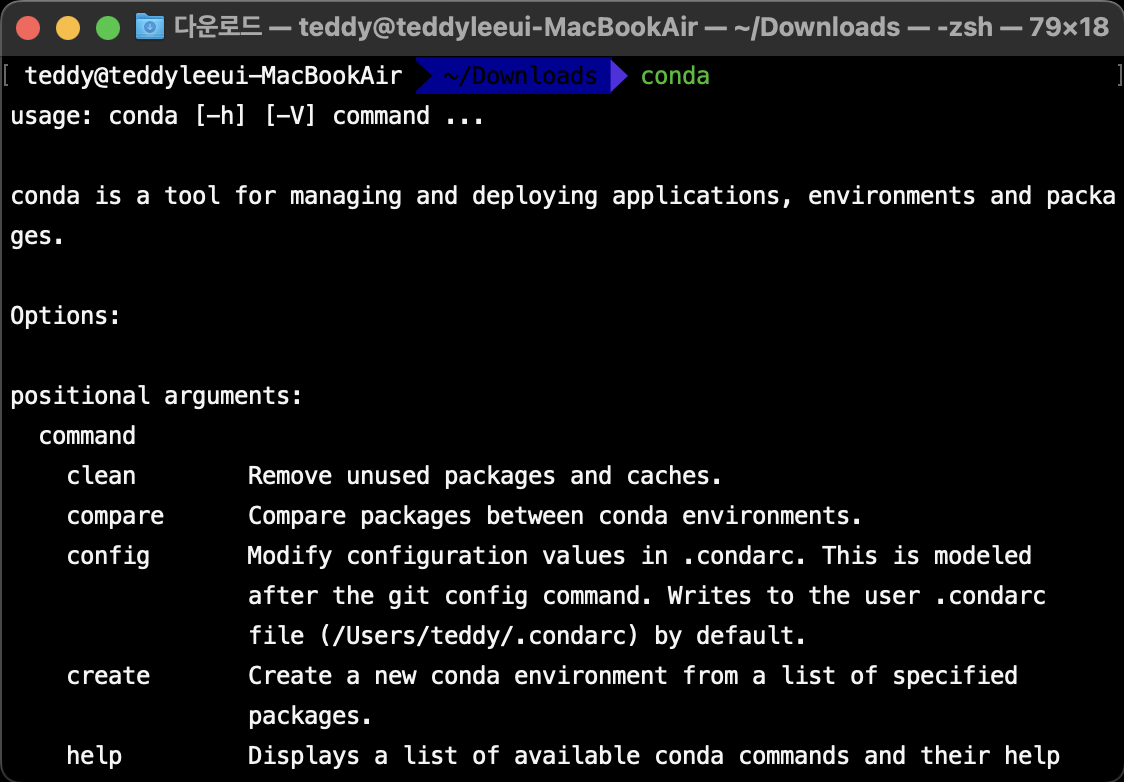 다운로드 — teddy@teddyleeui-MacBookAir — ~/Downloads — -zsh — 79×18
[ teddy@teddyleeui-MacBookAir ~/Downloads conda ]
usage: conda [-h] [-V] command ...
conda is a tool for managing and deploying applications, environments and packa
ges.
Options:
positional arguments:
command
clean Remove unused packages and caches.
compare Compare packages between conda environments.
config Modify configuration values in .condarc. This is modeled
after the git config command. Writes to the user .condarc
file (/Users/teddy/.condarc) by default.
create Create a new conda environment from a list of specified
packages.
help Displays a list of available conda commands and their help